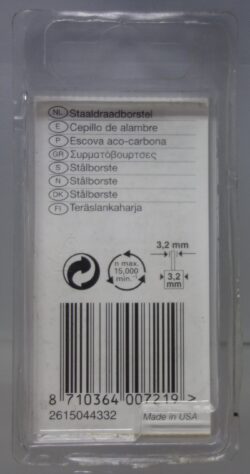 NL Staaldraadborstel
E Cepillo de alambre
P Escova aco-carbona
GR Συρματόβουρτσες
S Stålborste
N Stålborste
DK Stålbørste
FI Teräslankaharja
3,2 mm
n max.
15,000
min.⁻¹
3,2
mm
8 710364 007219 >
2615044332 Made in USA